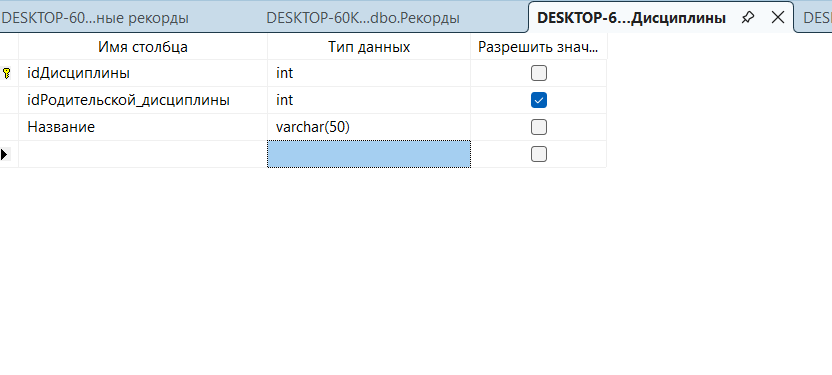 DESKTOP-60...ные рекорды DESKTOP-60K...dbo.Рекорды DESKTOP-6...Дисциплины DES
Имя столбца Тип данных Разрешить знач...
idДисциплины int
idРодительской_дисциплины int
Название varchar(50)